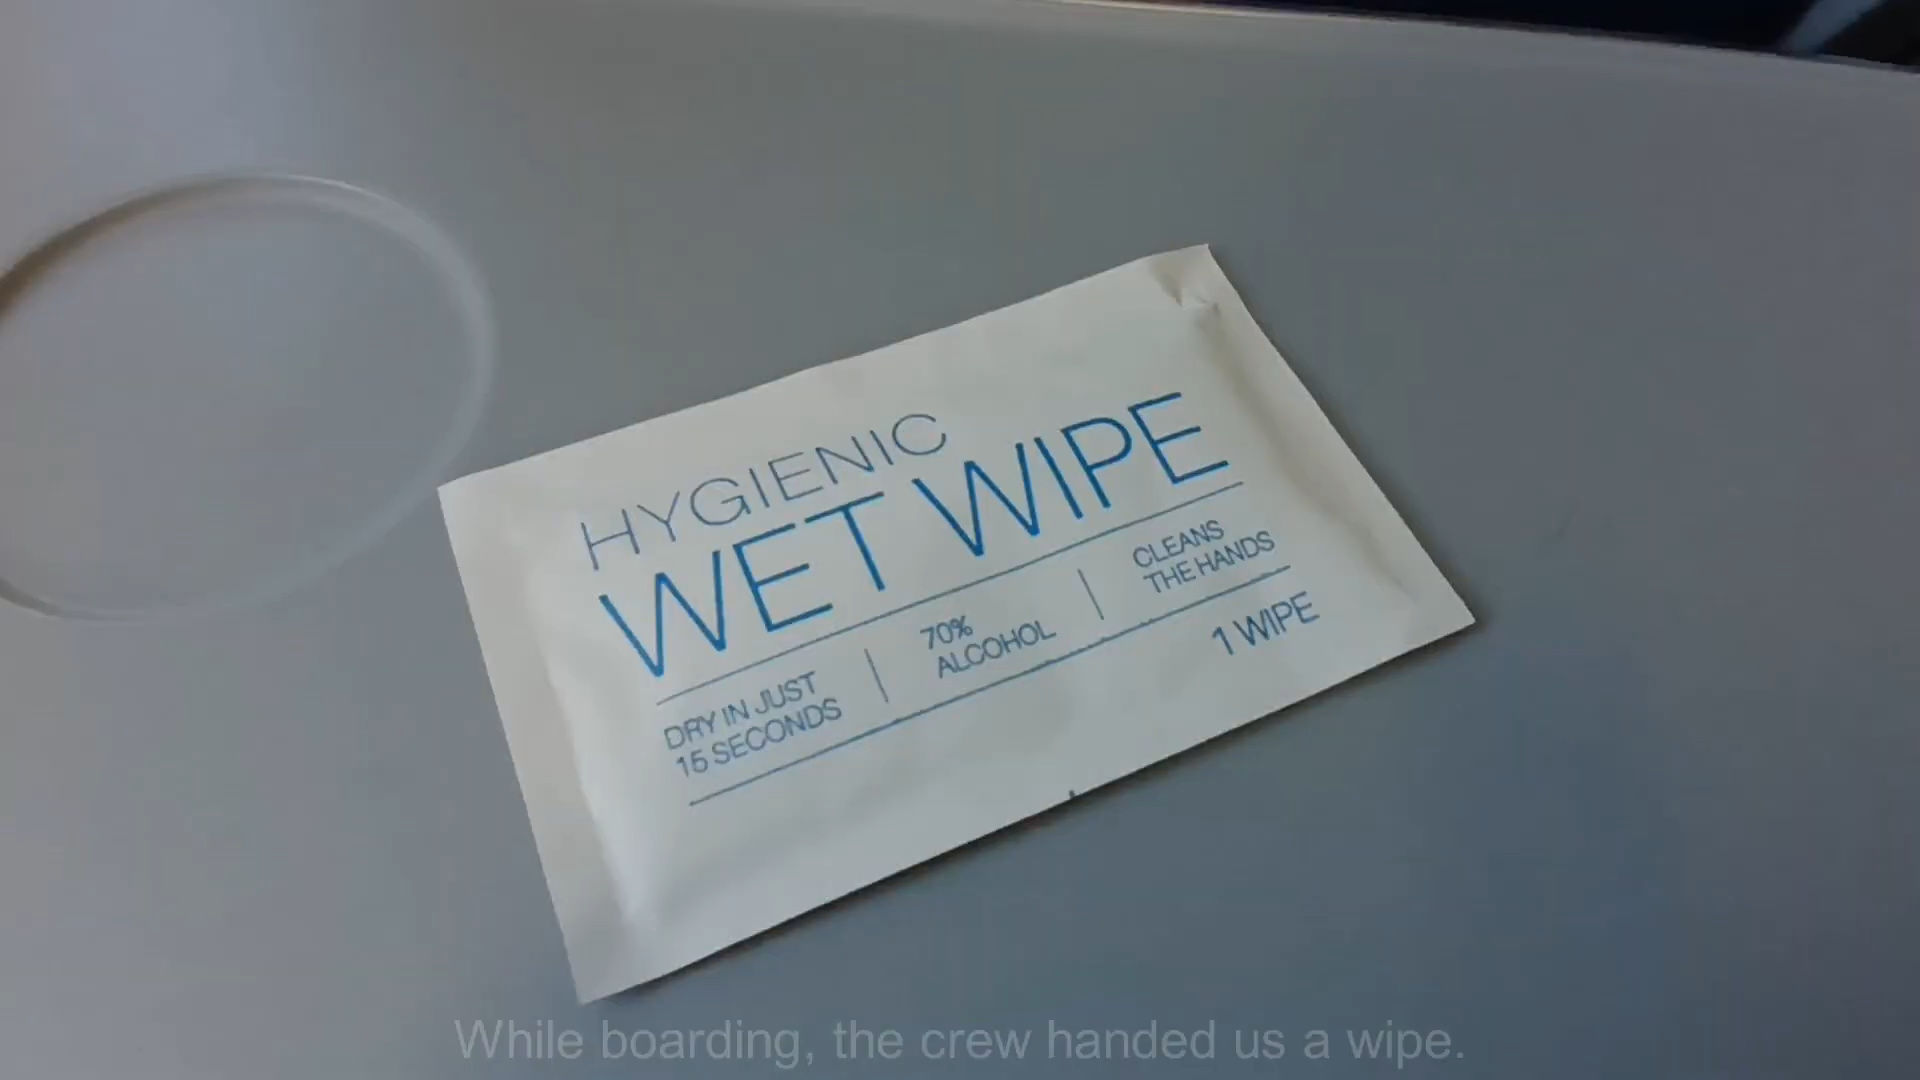 HYGIENIC
WET WIPE
DRY IN JUST
15 SECONDS
70%
ALCOHOL
CLEANS
THE HANDS
1 WIPE
While boarding, the crew handed us a wipe.